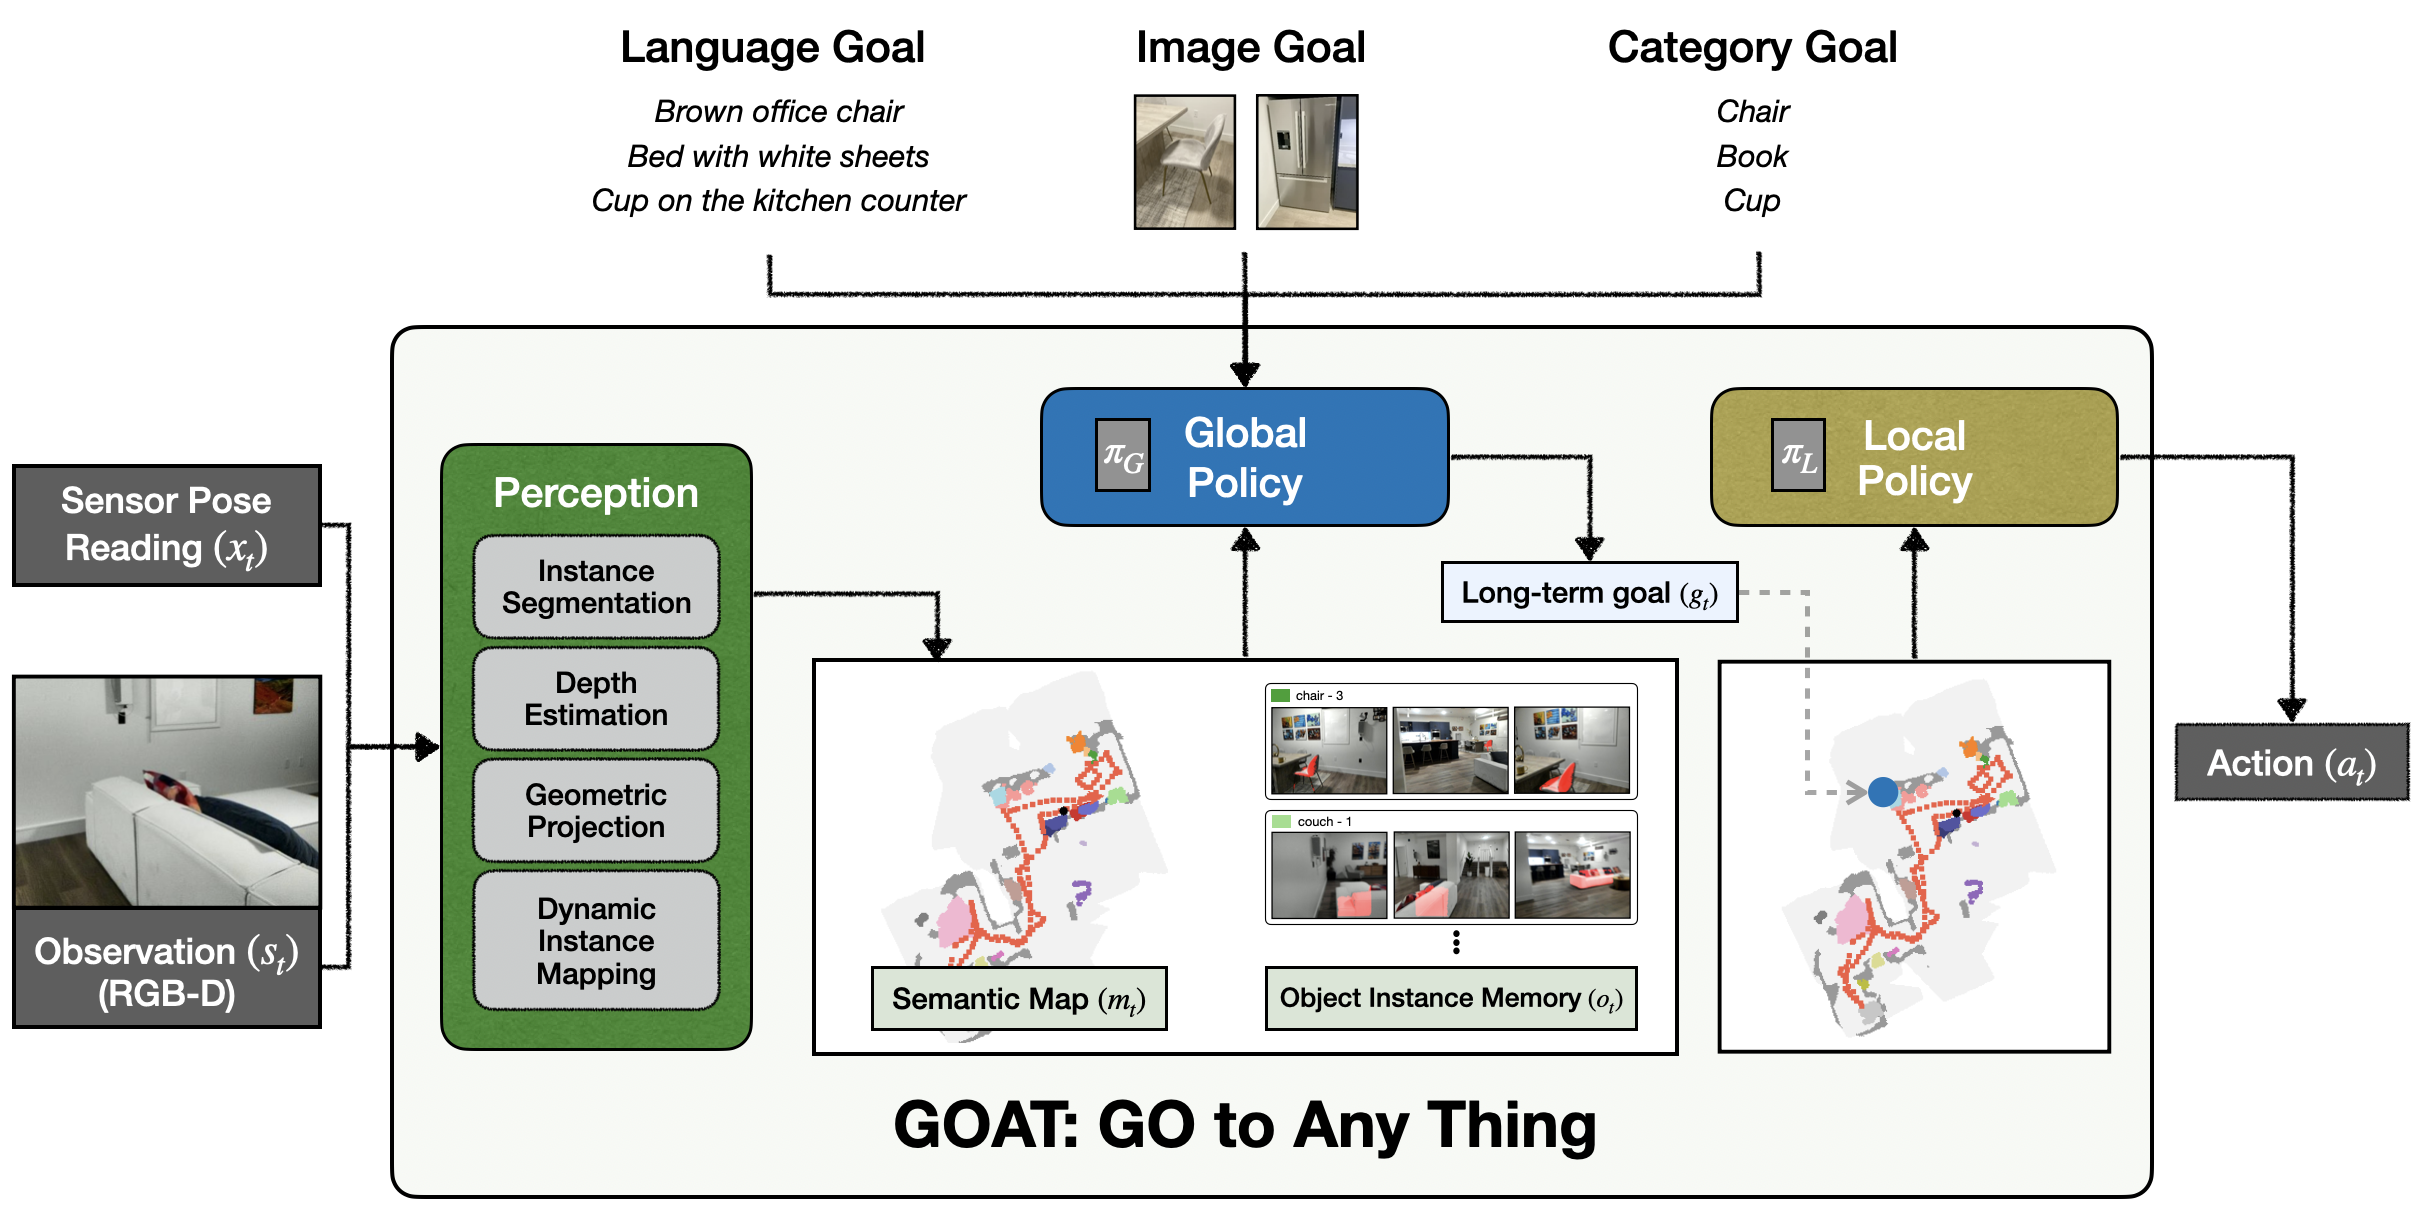 Language Goal
Brown office chair
Bed with white sheets
Cup on the kitchen counter
Image Goal
Category Goal
Chair
Book
Cup
Sensor Pose
Reading (x_t)
Observation (s_t)
(RGB-D)
Perception
Instance
Segmentation
Depth
Estimation
Geometric
Projection
Dynamic
Instance
Mapping
π_G
Global
Policy
π_L
Local
Policy
Long-term goal (g_t)
chair - 3
couch - 1
Semantic Map (m_t)
Object Instance Memory (o_t)
Action (a_t)
GOAT: GO to Any Thing